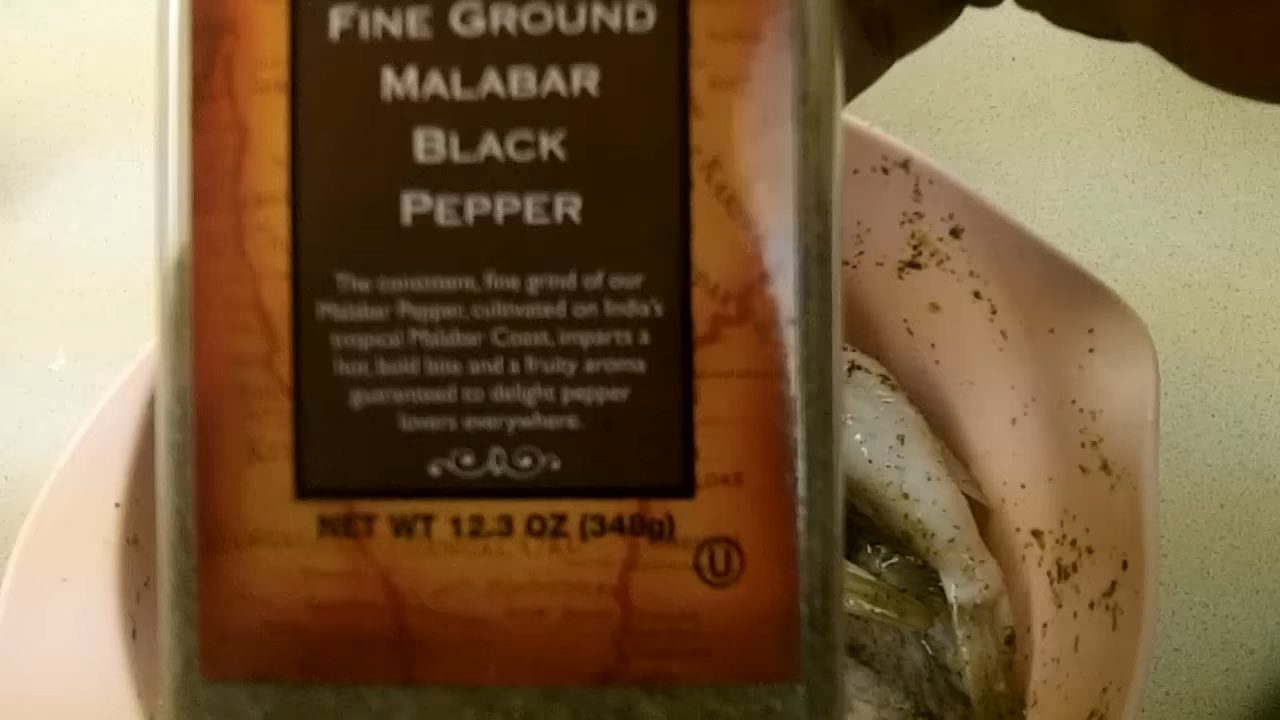 FINE GROUND
MALABAR
BLACK
PEPPER
The consistent, fine grind of our
Malabar Pepper, cultivated on India's
tropical Malabar Coast, imparts a
hot, bold bite and a fruity aroma
guaranteed to delight pepper
lovers everywhere.
NET WT 12.3 OZ (348g)
U